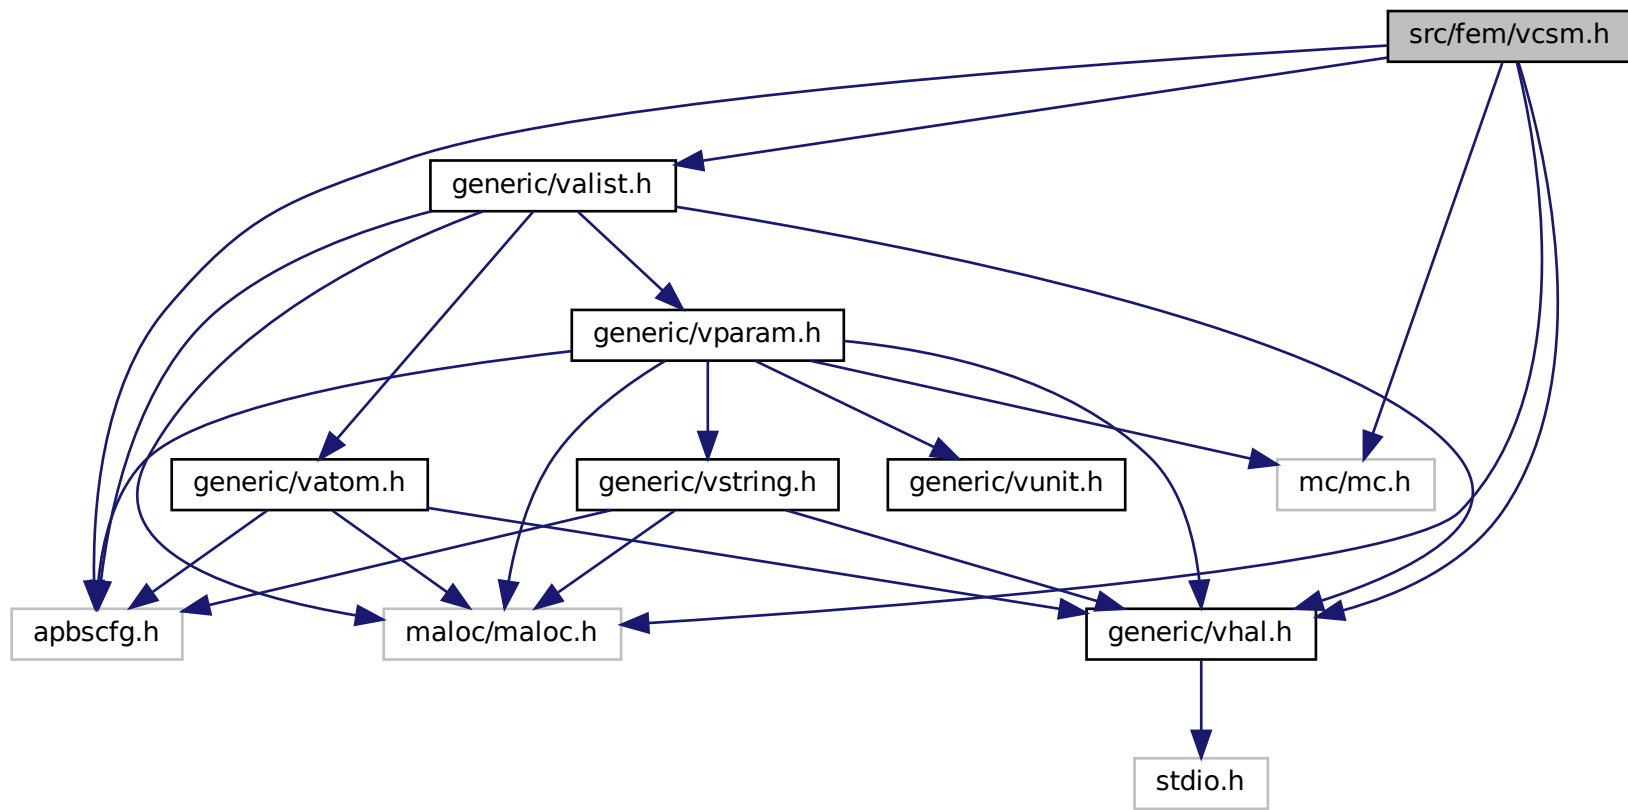 src/fem/vcsm.h
generic/valist.h
generic/vparam.h
generic/vatom.h
generic/vstring.h
generic/vunit.h
mc/mc.h
apbscfg.h
maloc/maloc.h
generic/vhal.h
stdio.h